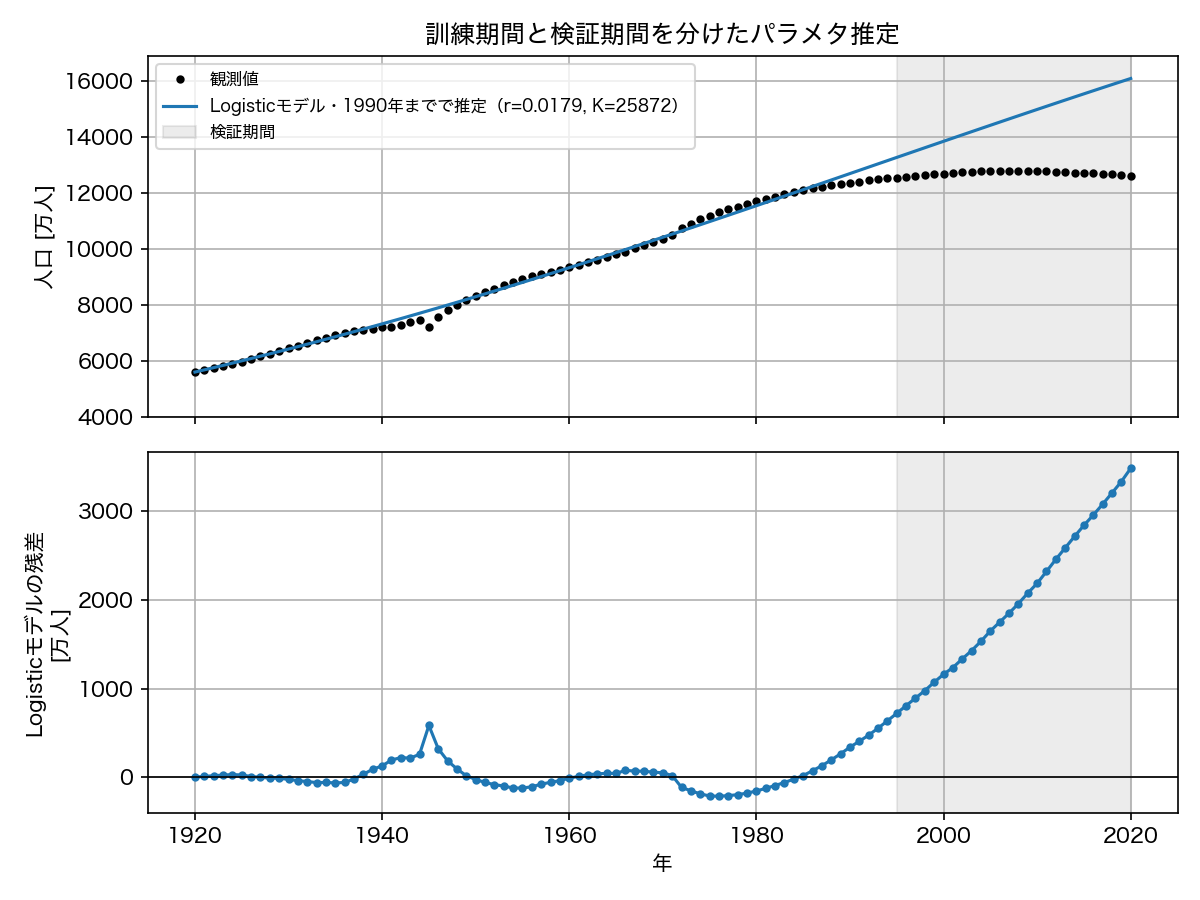 訓練期間と検証期間を分けたパラメタ推定
観測値
Logisticモデル・1990年までで推定（r=0.0179, K=25872）
検証期間
人口 [万人]
16000
14000
12000
10000
8000
6000
4000
Logisticモデルの残差
[万人]
3000
2000
1000
0
1920
1940
1960
1980
2000
2020
年